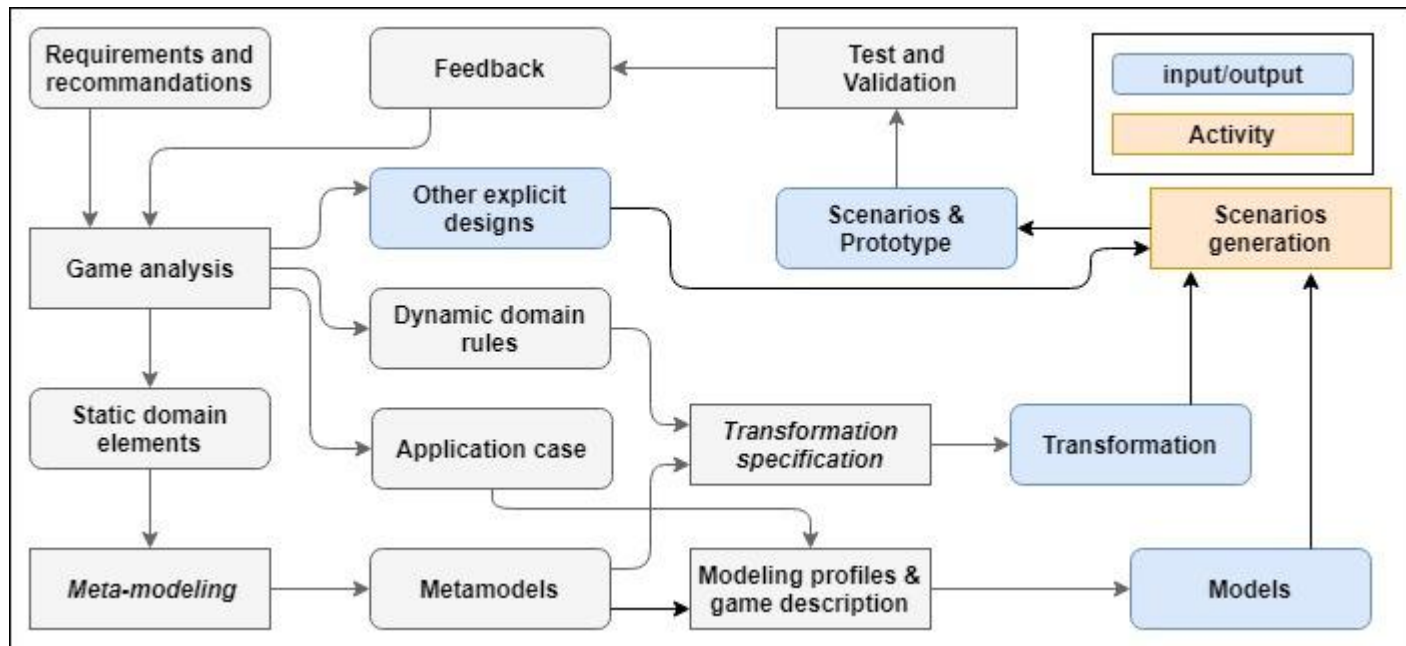 Requirements and
recommandations
Feedback
Test and
Validation
input/output
Activity
Other explicit
designs
Scenarios &
Prototype
Scenarios
generation
Game analysis
Dynamic domain
rules
Static domain
elements
Application case
Transformation
specification
Transformation
Meta-modeling
Metamodels
Modeling profiles &
game description
Models